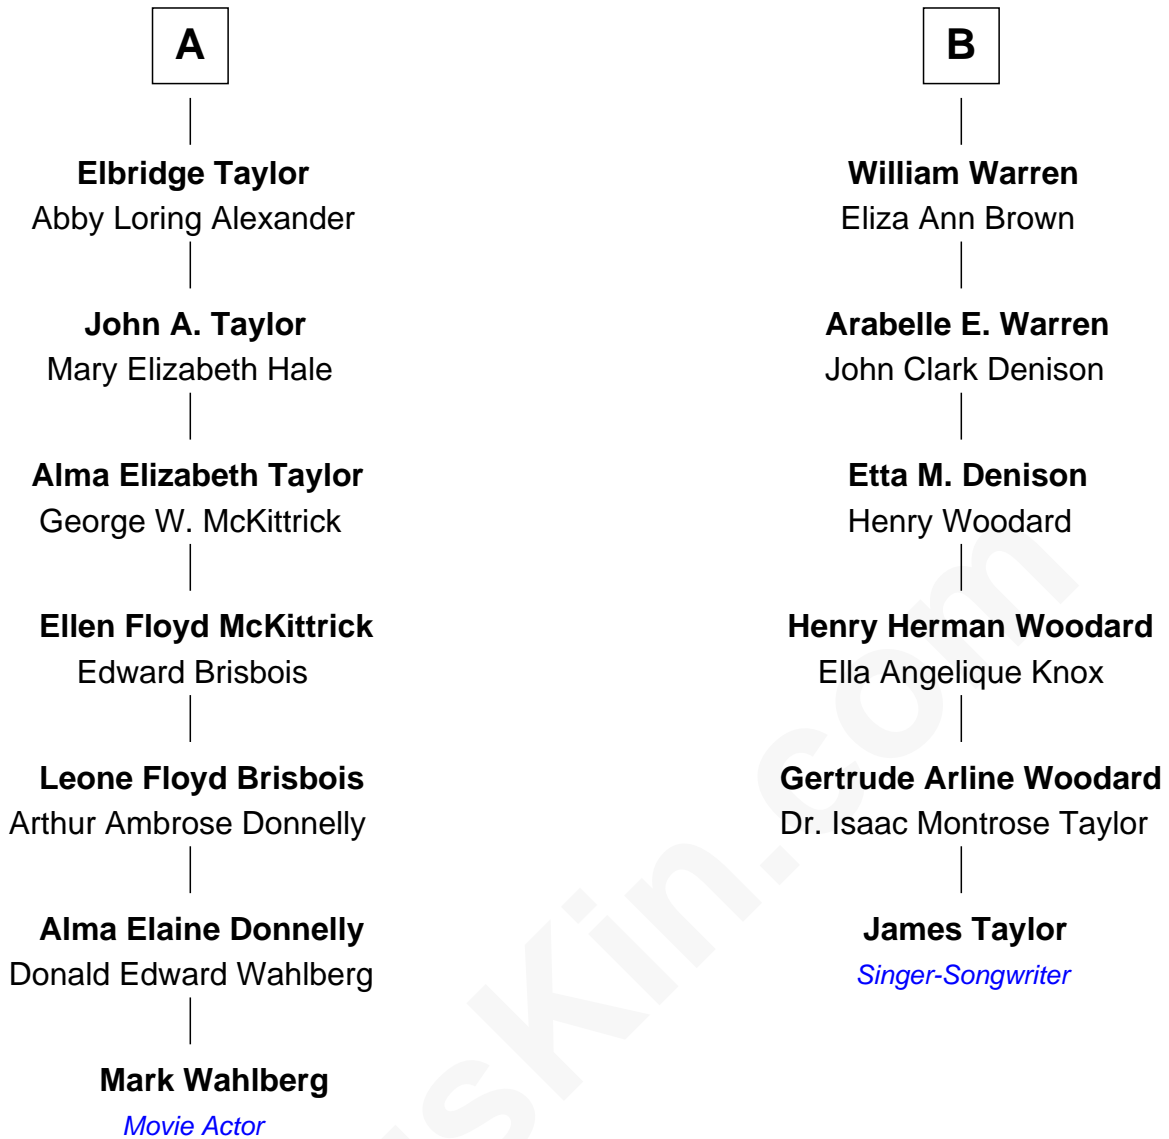 A
Elbridge Taylor
Abby Loring Alexander
John A. Taylor
Mary Elizabeth Hale
Alma Elizabeth Taylor
George W. McKittrick
Ellen Floyd McKittrick
Edward Brisbois
Leone Floyd Brisbois
Arthur Ambrose Donnelly
Alma Elaine Donnelly
Donald Edward Wahlberg
Mark Wahlberg
Movie Actor
B
William Warren
Eliza Ann Brown
Arabelle E. Warren
John Clark Denison
Etta M. Denison
Henry Woodard
Henry Herman Woodard
Ella Angelique Knox
Gertrude Arline Woodard
Dr. Isaac Montrose Taylor
James Taylor
Singer-Songwriter
sKin.com